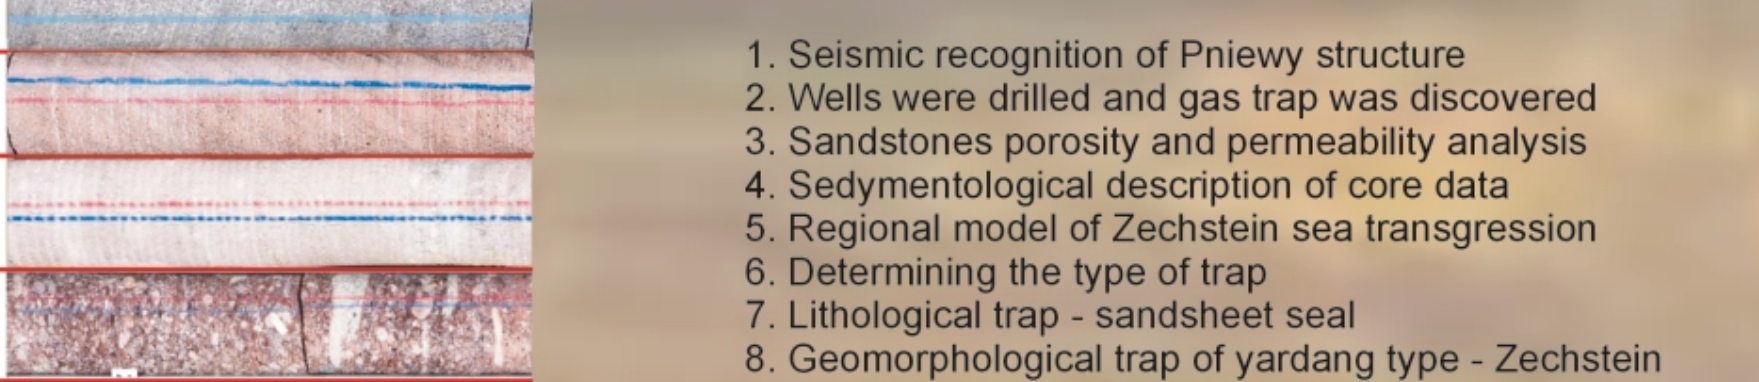 1. Seismic recognition of Pniewy structure
2. Wells were drilled and gas trap was discovered
3. Sandstones porosity and permeability analysis
4. Sedymentological description of core data
5. Regional model of Zechstein sea transgression
6. Determining the type of trap
7. Lithological trap - sandsheet seal
8. Geomorphological trap of yardang type - Zechstein